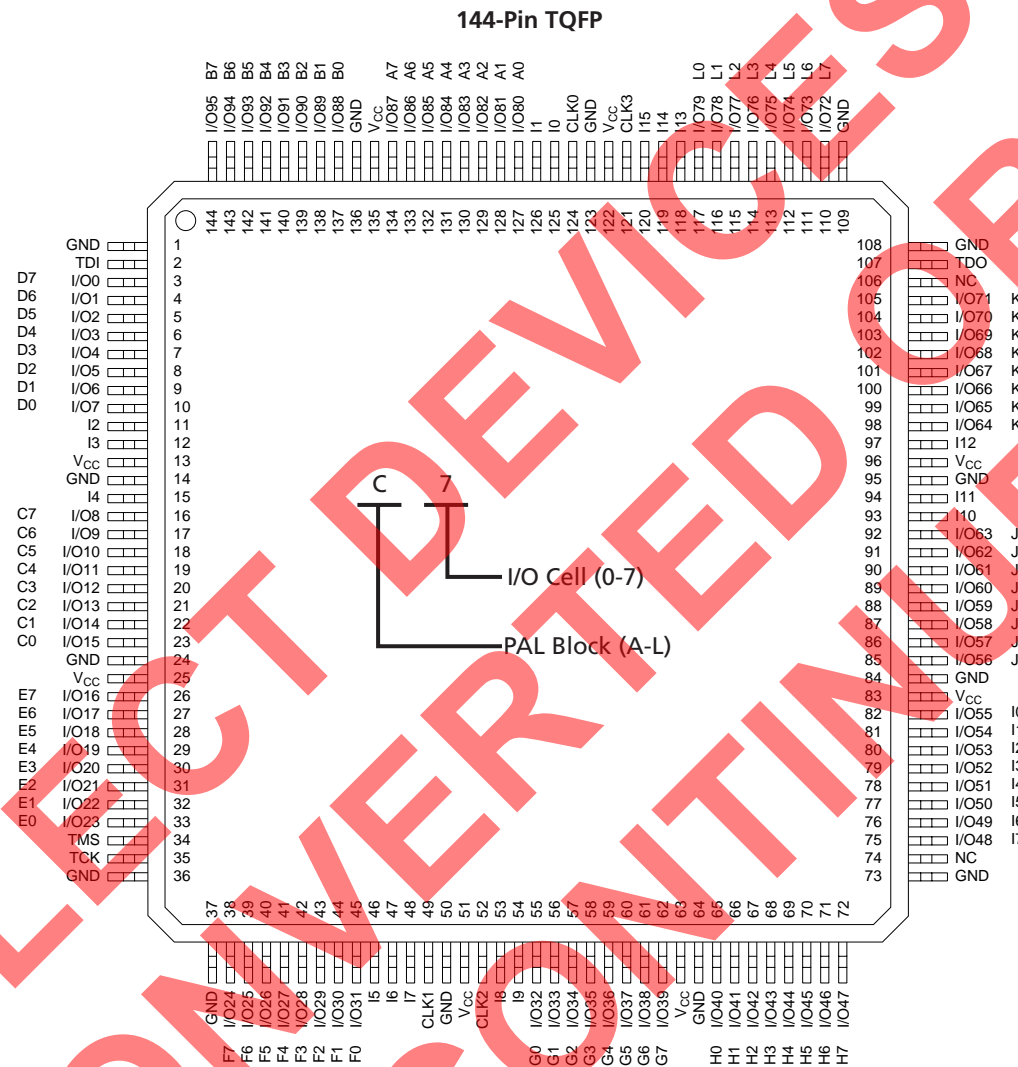 144-Pin TQFP
B7 B6 B5 B4 B3 B2 B1 B0 A7 A6 A5 A4 A3 A2 A1 A0 L0 L1 L2 L3 L4 L5 L6 L7
I/O95 I/O94 I/O93 I/O92 I/O91 I/O90 I/O89 I/O88 GND VCC I/O87 I/O86 I/O85 I/O84 I/O83 I/O82 I/O81 I/O80 I1 I0 CLK0 GND VCC CLK3 I15 I14 I13 I/O79 I/O78 I/O77 I/O76 I/O75 I/O74 I/O73 I/O72 GND
144 143 142 141 140 139 138 137 136 135 134 133 132 131 130 129 128 127 126 125 124 123 122 121 120 119 118 117 116 115 114 113 112 111 110 109
GND 1 108 GND
TDI 2 107 TDO
D7 I/O0 3 106 NC
D6 I/O1 4 105 I/O71 K
D5 I/O2 5 104 I/O70 K
D4 I/O3 6 103 I/O69 K
D3 I/O4 7 102 I/O68 K
D2 I/O5 8 101 I/O67 K
D1 I/O6 9 100 I/O66 K
D0 I/O7 10 99 I/O65 K
I2 11 98 I/O64 K
I3 12 97 I12
VCC 13 96 VCC
GND 14 95 GND
I4 15 94 I11
C7 I/O8 16 93 I10
C6 I/O9 17 92 I/O63 J
C5 I/O10 18 91 I/O62 J
C4 I/O11 19 90 I/O61 J
C3 I/O12 20 89 I/O60 J
C2 I/O13 21 88 I/O59 J
C1 I/O14 22 87 I/O58 J
C0 I/O15 23 86 I/O57 J
GND 24 85 I/O56 J
VCC 25 84 GND
E7 I/O16 26 83 VCC
E6 I/O17 27 82 I/O55 I0
E5 I/O18 28 81 I/O54 I1
E4 I/O19 29 80 I/O53 I2
E3 I/O20 30 79 I/O52 I3
E2 I/O21 31 78 I/O51 I4
E1 I/O22 32 77 I/O50 I5
E0 I/O23 33 76 I/O49 I6
TMS 34 75 I/O48 I7
TCK 35 74 NC
GND 36 73 GND
C 7
I/O Cell (0-7)
PAL Block (A-L)
37 38 39 40 41 42 43 44 45 46 47 48 49 50 51 52 53 54 55 56 57 58 59 60 61 62 63 64 65 66 67 68 69 70 71 72
GND I/O24 I/O25 I/O26 I/O27 I/O28 I/O29 I/O30 I/O31 I5 I6 I7 CLK1 GND VCC CLK2 I8 I9 I/O32 I/O33 I/O34 I/O35 I/O36 I/O37 I/O38 I/O39 VCC GND I/O40 I/O41 I/O42 I/O43 I/O44 I/O45 I/O46 I/O47
F7 F6 F5 F4 F3 F2 F1 F0 G0 G1 G2 G3 G4 G5 G6 G7 H0 H1 H2 H3 H4 H5 H6 H7
LECT DEVICES
CONVERTED OR
CONTINU